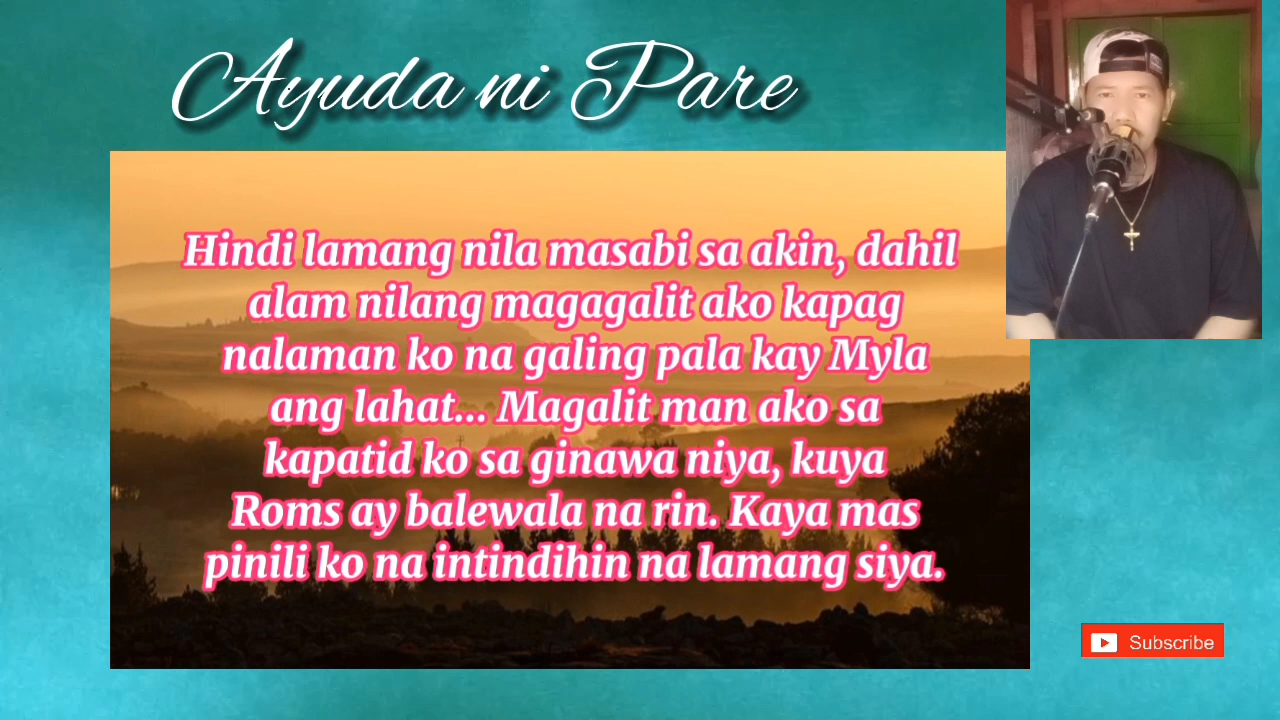 Ayuda ni Pare
Hindi lamang nila masabi sa akin, dahil
alam nilang magagalit ako kapag
nalaman ko na galing pala kay Myla
ang lahat... Magalit man ako sa
kapatid ko sa ginawa niya, kuya
Roms ay balewala na rin. Kaya mas
pinili ko na intindihin na lamang siya.
Subscribe